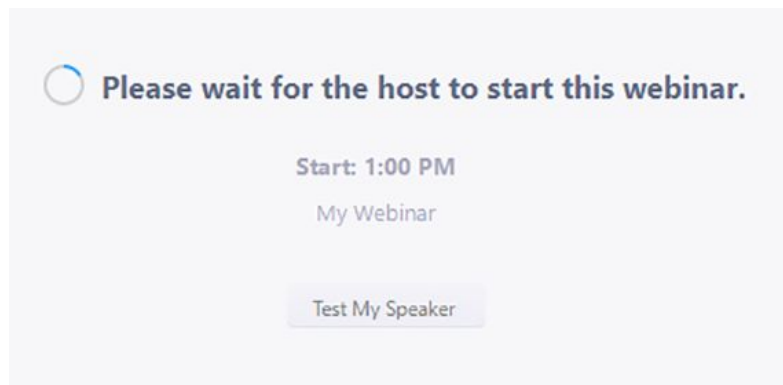 Please wait for the host to start this webinar.
Start: 1:00 PM
My Webinar
Test My Speaker